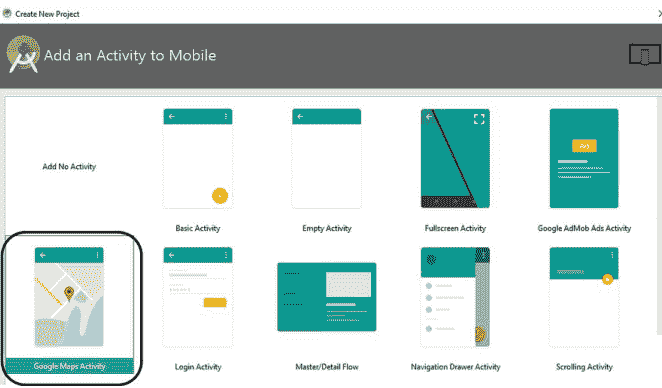 Create New Project
Add an Activity to Mobile
Add No Activity
Basic Activity
Empty Activity
Fullscreen Activity
Google AdMob Ads Activity
Google Maps Activity
Login Activity
Master/Detail Flow
Navigation Drawer Activity
Scrolling Activity